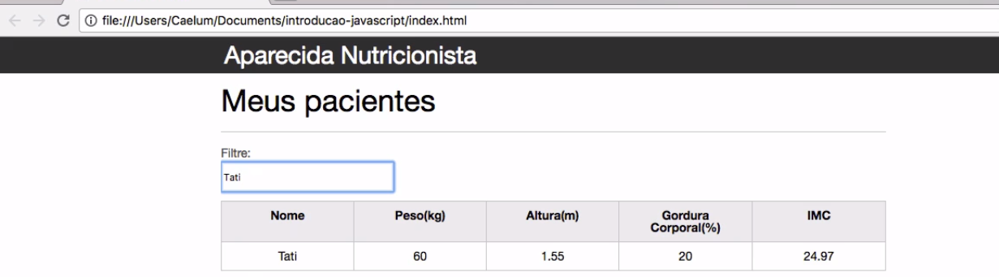 file:///Users/Caelum/Documents/introducao-javascript/index.html
Aparecida Nutricionista
Meus pacientes
Filtre:
Tati
Nome Peso(kg) Altura(m) Gordura Corporal(%) IMC
Tati 60 1.55 20 24.97